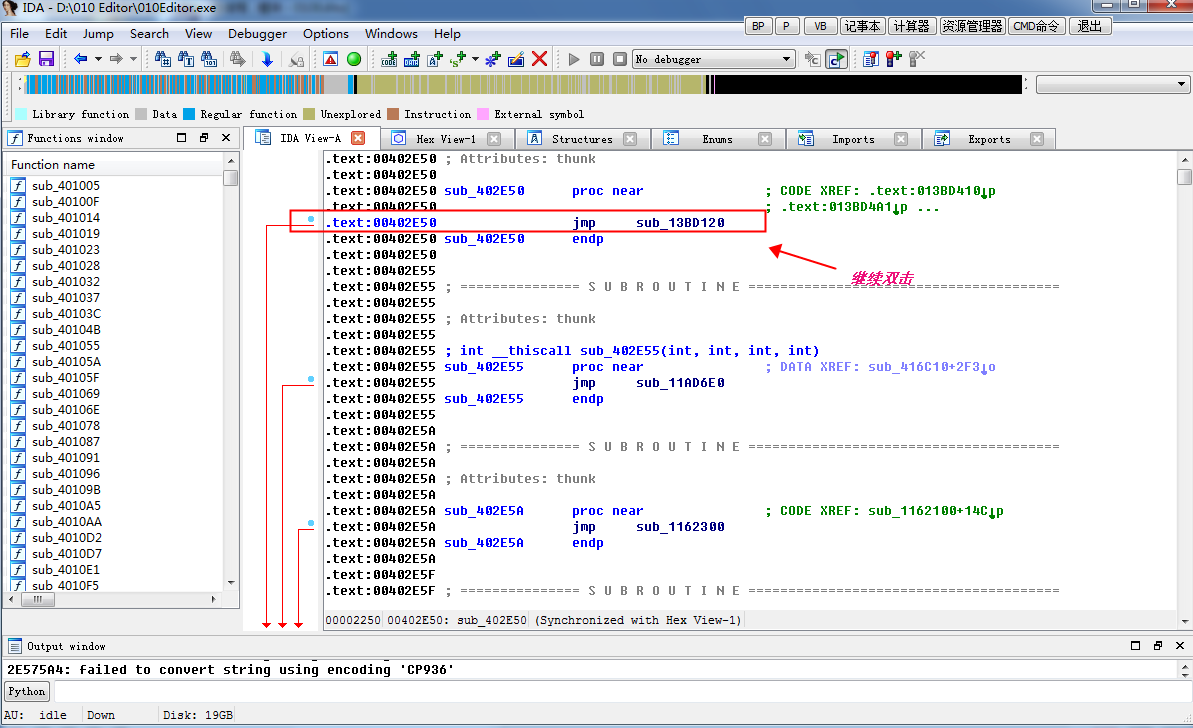 IDA - D:\010 Editor\010Editor.exe
File Edit Jump Search View Debugger Options Windows Help
BP P VB 记事本 计算器 资源管理器 CMD命令 退出
No debugger
Library function Data Regular function Unexplored Instruction External symbol
Functions window
IDA View-A Hex View-1 Structures Enums Imports Exports
Function name
sub_401005
sub_40100F
sub_401014
sub_401019
sub_401023
sub_401028
sub_401032
sub_401037
sub_40103C
sub_40104B
sub_401055
sub_40105A
sub_40105F
sub_401069
sub_40106E
sub_401078
sub_401087
sub_401091
sub_401096
sub_40109B
sub_4010A5
sub_4010AA
sub_4010D2
sub_4010D7
sub_4010E1
sub_4010F5
.text:00402E50 ; Attributes: thunk
.text:00402E50
.text:00402E50 sub_402E50 proc near ; CODE XREF: .text:013BD410↓p
.text:00402E50 ; .text:013BD4A1↓p ...
.text:00402E50 jmp sub_13BD120
.text:00402E50 sub_402E50 endp
.text:00402E50
.text:00402E55
继续双击
.text:00402E55 ; =============== S U B R O U T I N E =======================================
.text:00402E55
.text:00402E55 ; Attributes: thunk
.text:00402E55
.text:00402E55 ; int __thiscall sub_402E55(int, int, int, int)
.text:00402E55 sub_402E55 proc near ; DATA XREF: sub_416C10+2F3↓o
.text:00402E55 jmp sub_11AD6E0
.text:00402E55 sub_402E55 endp
.text:00402E55
.text:00402E5A
.text:00402E5A ; =============== S U B R O U T I N E =======================================
.text:00402E5A
.text:00402E5A ; Attributes: thunk
.text:00402E5A
.text:00402E5A sub_402E5A proc near ; CODE XREF: sub_1162100+14C↓p
.text:00402E5A jmp sub_1162300
.text:00402E5A sub_402E5A endp
.text:00402E5A
.text:00402E5F
.text:00402E5F ; =============== S U B R O U T I N E =======================================
00002250 00402E50: sub_402E50 (Synchronized with Hex View-1)
Output window
2E575A4: failed to convert string using encoding 'CP936'
Python
AU: idle Down Disk: 19GB